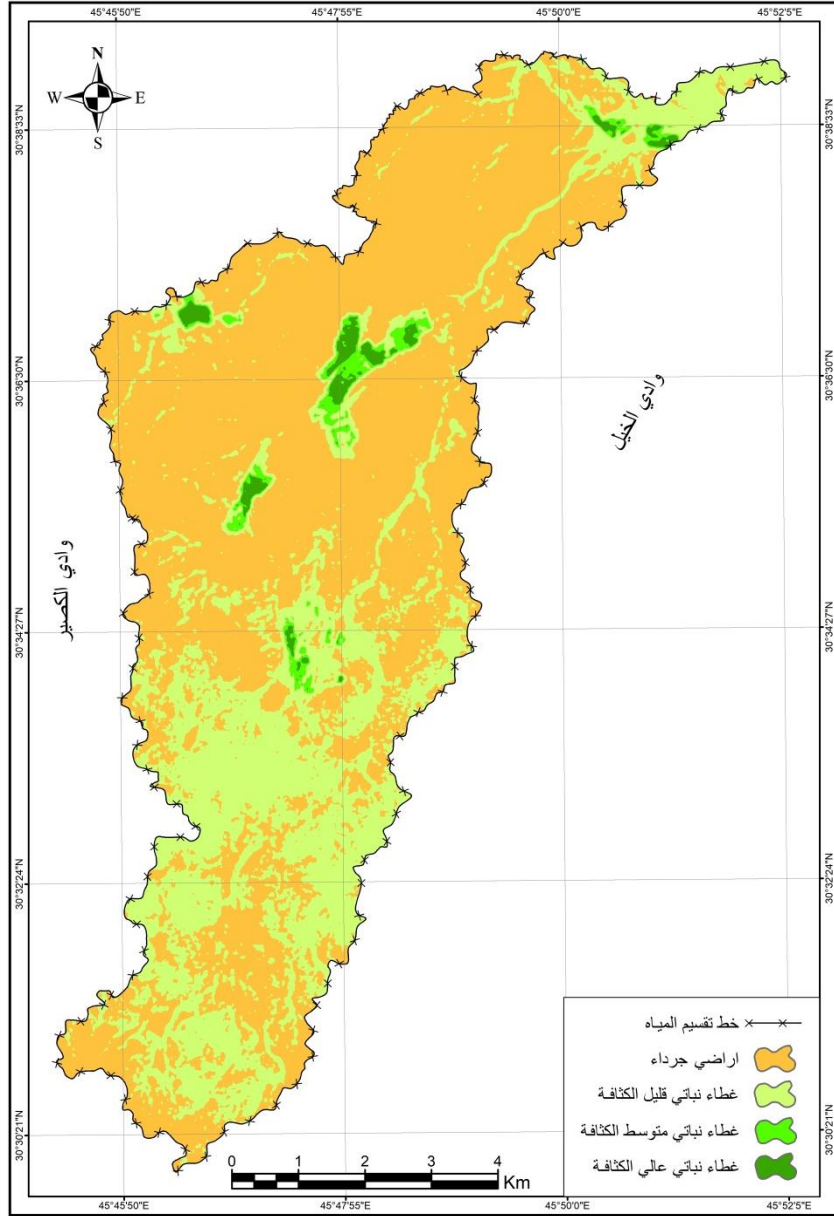 45°45'50"E
45°47'55"E
45°50'0"E
45°52'5"E
N
W E
S
30°38'33"N
30°38'33"N
30°36'30"N
30°36'30"N
وادي الخيل
وادي الكصير
30°34'27"N
30°34'27"N
30°32'24"N
30°32'24"N
خط تقسيم المياه
اراضي جرداء
غطاء نباتي قليل الكثافة
غطاء نباتي متوسط الكثافة
غطاء نباتي عالي الكثافة
30°30'21"N
30°30'21"N
0 1 2 3 4
Km
45°45'50"E
45°47'55"E
45°50'0"E
45°52'5"E